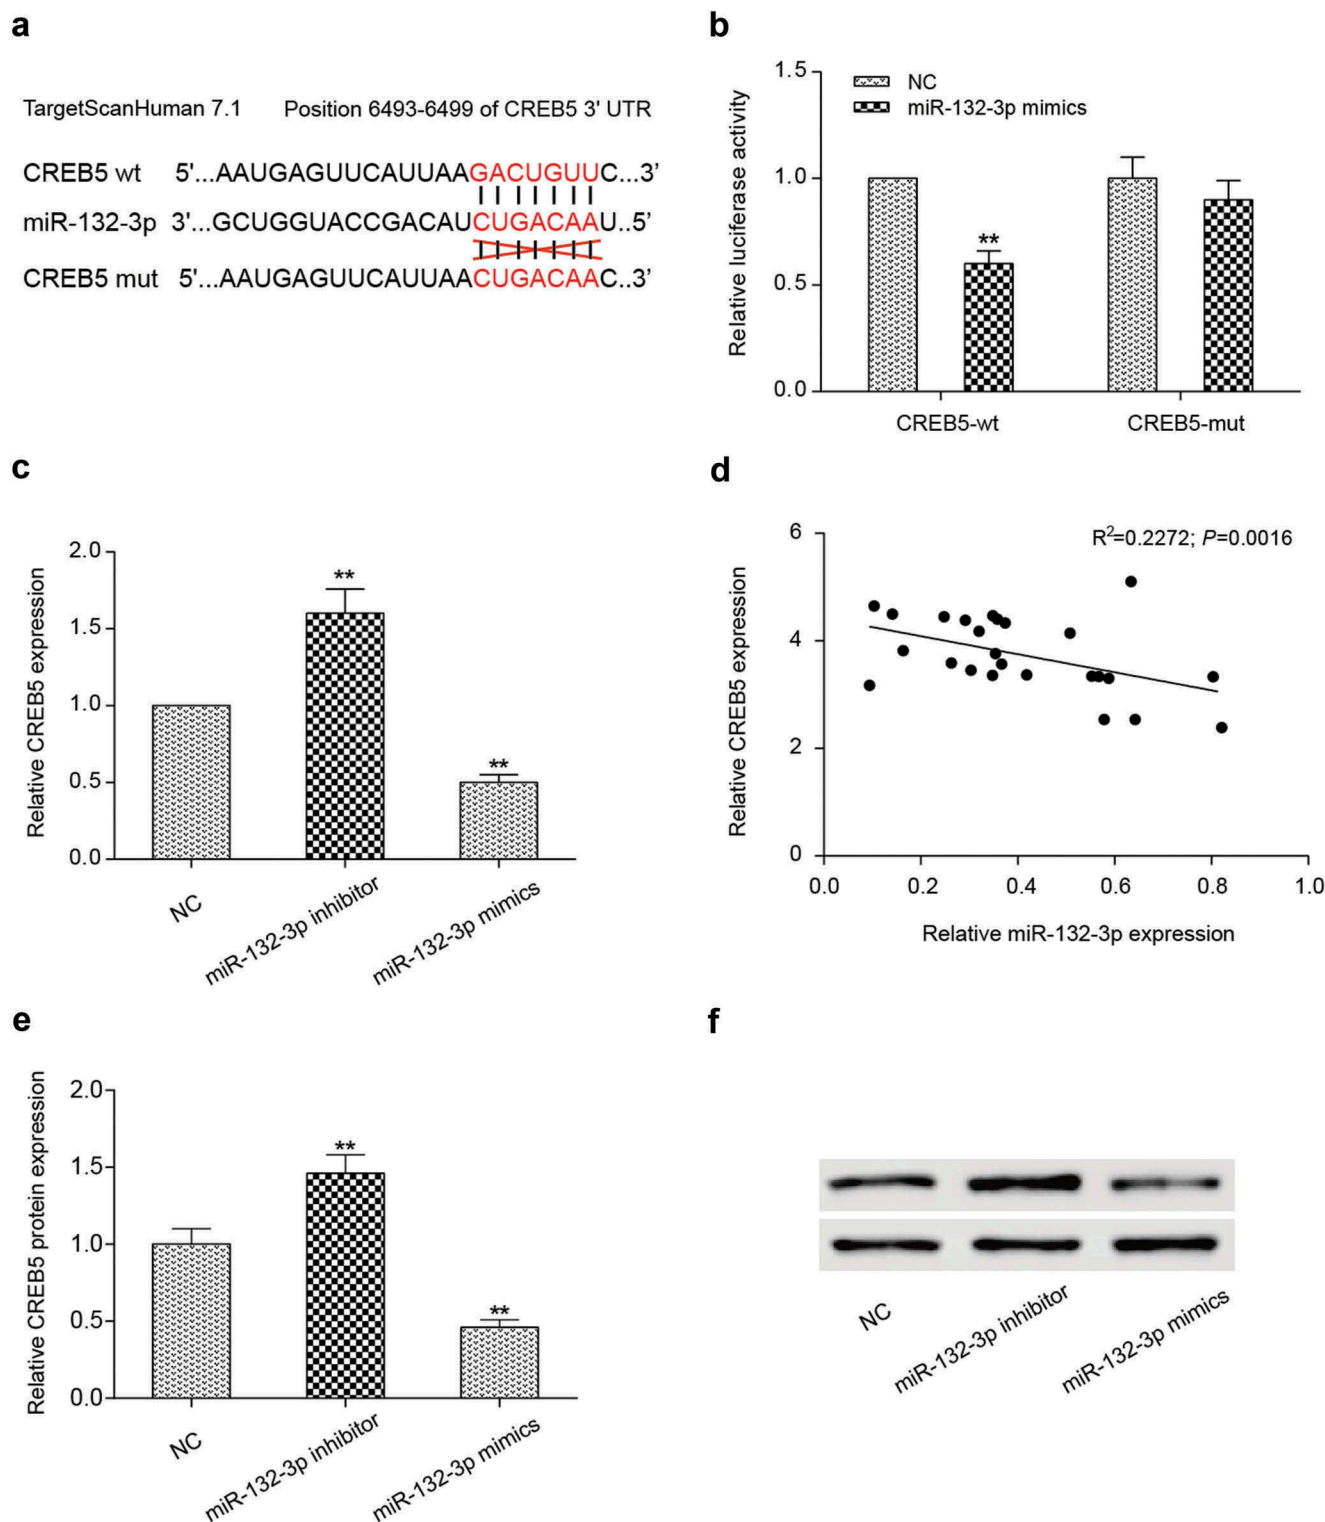 a
TargetScanHuman 7.1 Position 6493-6499 of CREB5 3' UTR
CREB5 wt 5'...AAUGAGUUCAUUAAGACUGUUC...3'
miR-132-3p 3'...GCUGGUACCGACAUCUGACAAU..5'
CREB5 mut 5'...AAUGAGUUCAUUAACUGACAAC..3'
b
Relative luciferase activity
1.5
1.0
0.5
0.0
NC
miR-132-3p mimics
**
CREB5-wt CREB5-mut
c
Relative CREB5 expression
2.0
1.5
1.0
0.5
0.0
**
**
NC
miR-132-3p inhibitor
miR-132-3p mimics
d
Relative CREB5 expression
6
4
2
0
R²=0.2272; P=0.0016
0.0 0.2 0.4 0.6 0.8 1.0
Relative miR-132-3p expression
e
Relative CREB5 protein expression
2.0
1.5
1.0
0.5
0.0
**
**
NC
miR-132-3p inhibitor
miR-132-3p mimics
f
NC
miR-132-3p inhibitor
miR-132-3p mimics